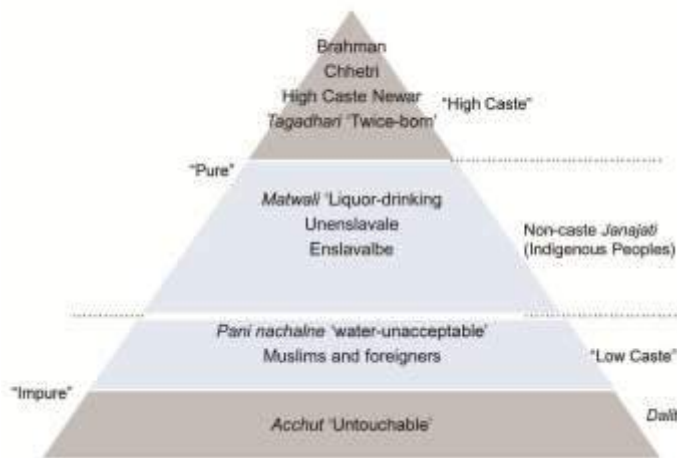 Brahman
Chhetri
High Caste Newar
Tagadhari 'Twice-born'
"High Caste"
"Pure"
Matwali 'Liquor-drinking
Unenslavale
Enslavalbe
Non-caste Janajati
(Indigenous Peoples)
Pani nachalne 'water-unacceptable'
Muslims and foreigners
"Low Caste"
"Impure"
Acchut 'Untouchable'
Dalit